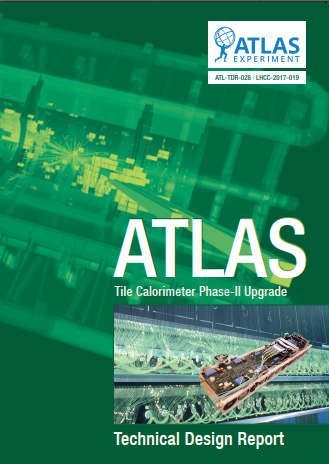 ATLAS
EXPERIMENT
ATL-TDR-028 · LHCC-2017-019
ATLAS
Tile Calorimeter Phase-II Upgrade
Technical Design Report